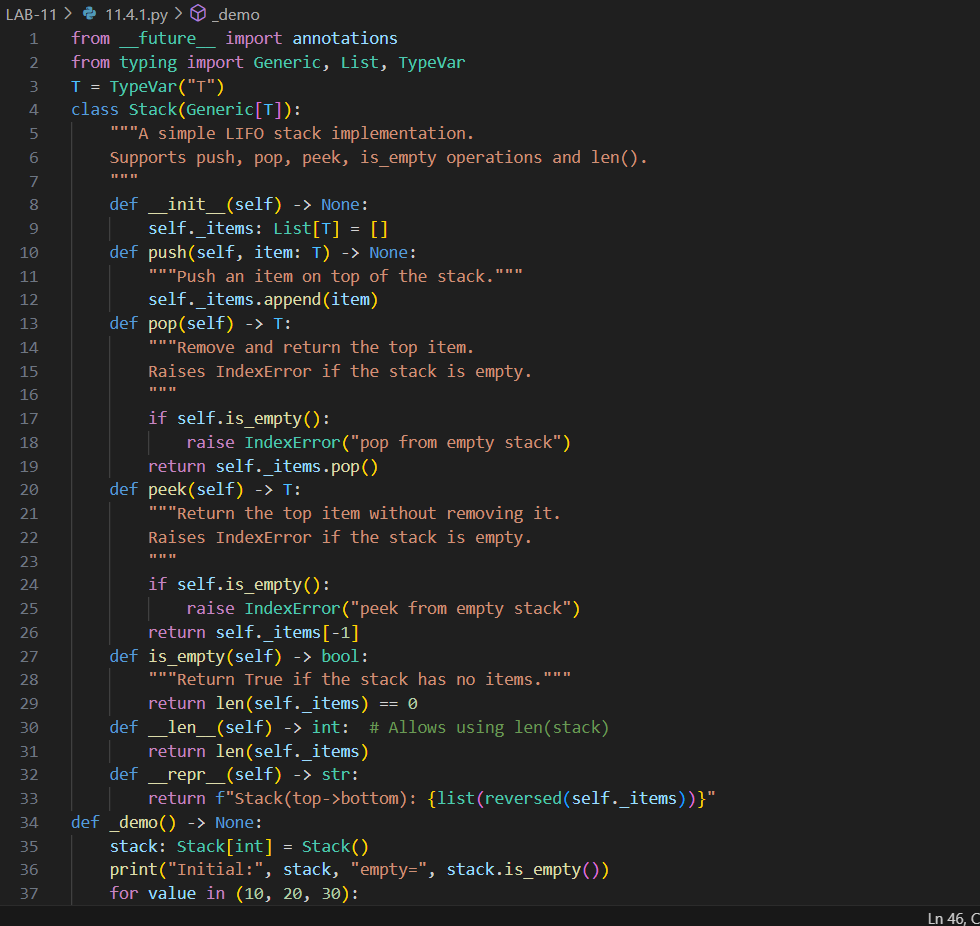 LAB-11 > 11.4.1.py > _demo
1 from __future__ import annotations
2 from typing import Generic, List, TypeVar
3 T = TypeVar("T")
4 class Stack(Generic[T]):
5     """A simple LIFO stack implementation.
6     Supports push, pop, peek, is_empty operations and len().
7     """
8     def __init__(self) -> None:
9         self._items: List[T] = []
10     def push(self, item: T) -> None:
11         """Push an item on top of the stack."""
12         self._items.append(item)
13     def pop(self) -> T:
14         """Remove and return the top item.
15         Raises IndexError if the stack is empty.
16         """
17         if self.is_empty():
18             raise IndexError("pop from empty stack")
19         return self._items.pop()
20     def peek(self) -> T:
21         """Return the top item without removing it.
22         Raises IndexError if the stack is empty.
23         """
24         if self.is_empty():
25             raise IndexError("peek from empty stack")
26         return self._items[-1]
27     def is_empty(self) -> bool:
28         """Return True if the stack has no items."""
29         return len(self._items) == 0
30     def __len__(self) -> int:  # Allows using len(stack)
31         return len(self._items)
32     def __repr__(self) -> str:
33         return f"Stack(top->bottom): {list(reversed(self._items))}"
34 def _demo() -> None:
35     stack: Stack[int] = Stack()
36     print("Initial:", stack, "empty=", stack.is_empty())
37     for value in (10, 20, 30):
Ln 46, C